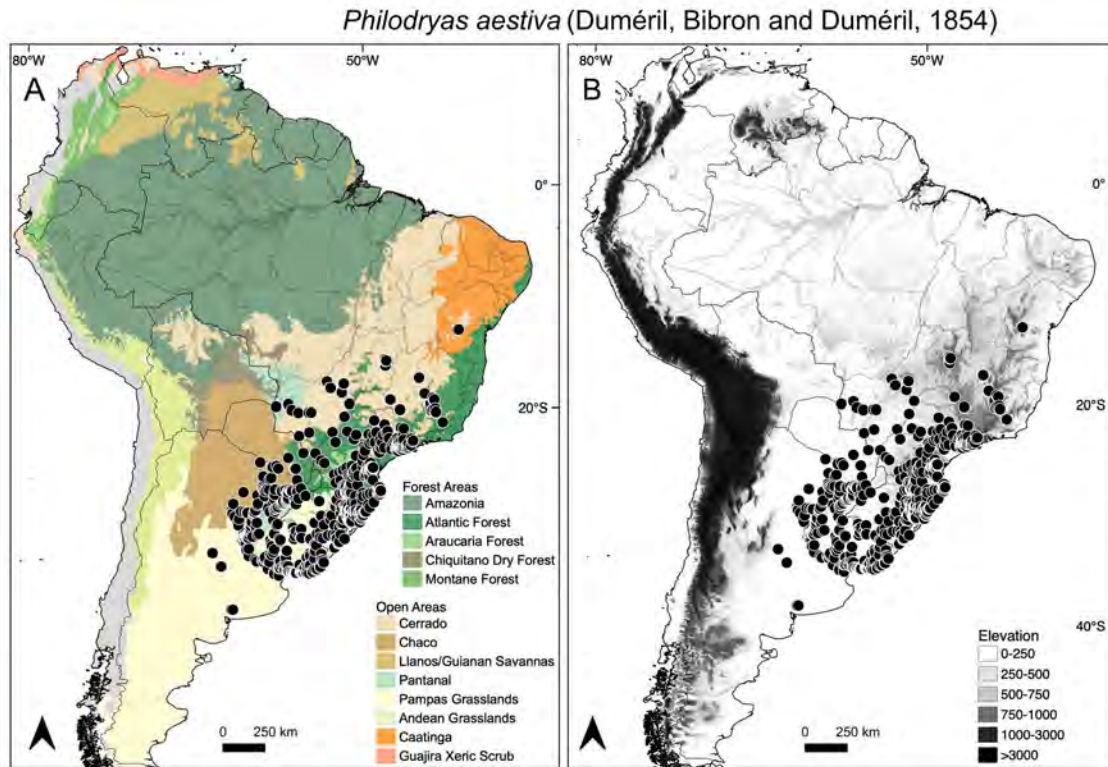 Philodryas aestiva (Duméril, Bibron and Duméril, 1854)
80°W
50°W
A
Forest Areas
Amazonia
Atlantic Forest
Araucaria Forest
Chiquitano Dry Forest
Montane Forest
Open Areas
Cerrado
Chaco
Llanos/Guianan Savannas
Pantanal
Pampas Grasslands
Andean Grasslands
Caatinga
Guajira Xeric Scrub
0°
20°S
40°S
0 250 km
80°W
50°W
B
0°
20°S
40°S
Elevation
0-250
250-500
500-750
750-1000
1000-3000
>3000
0 250 km